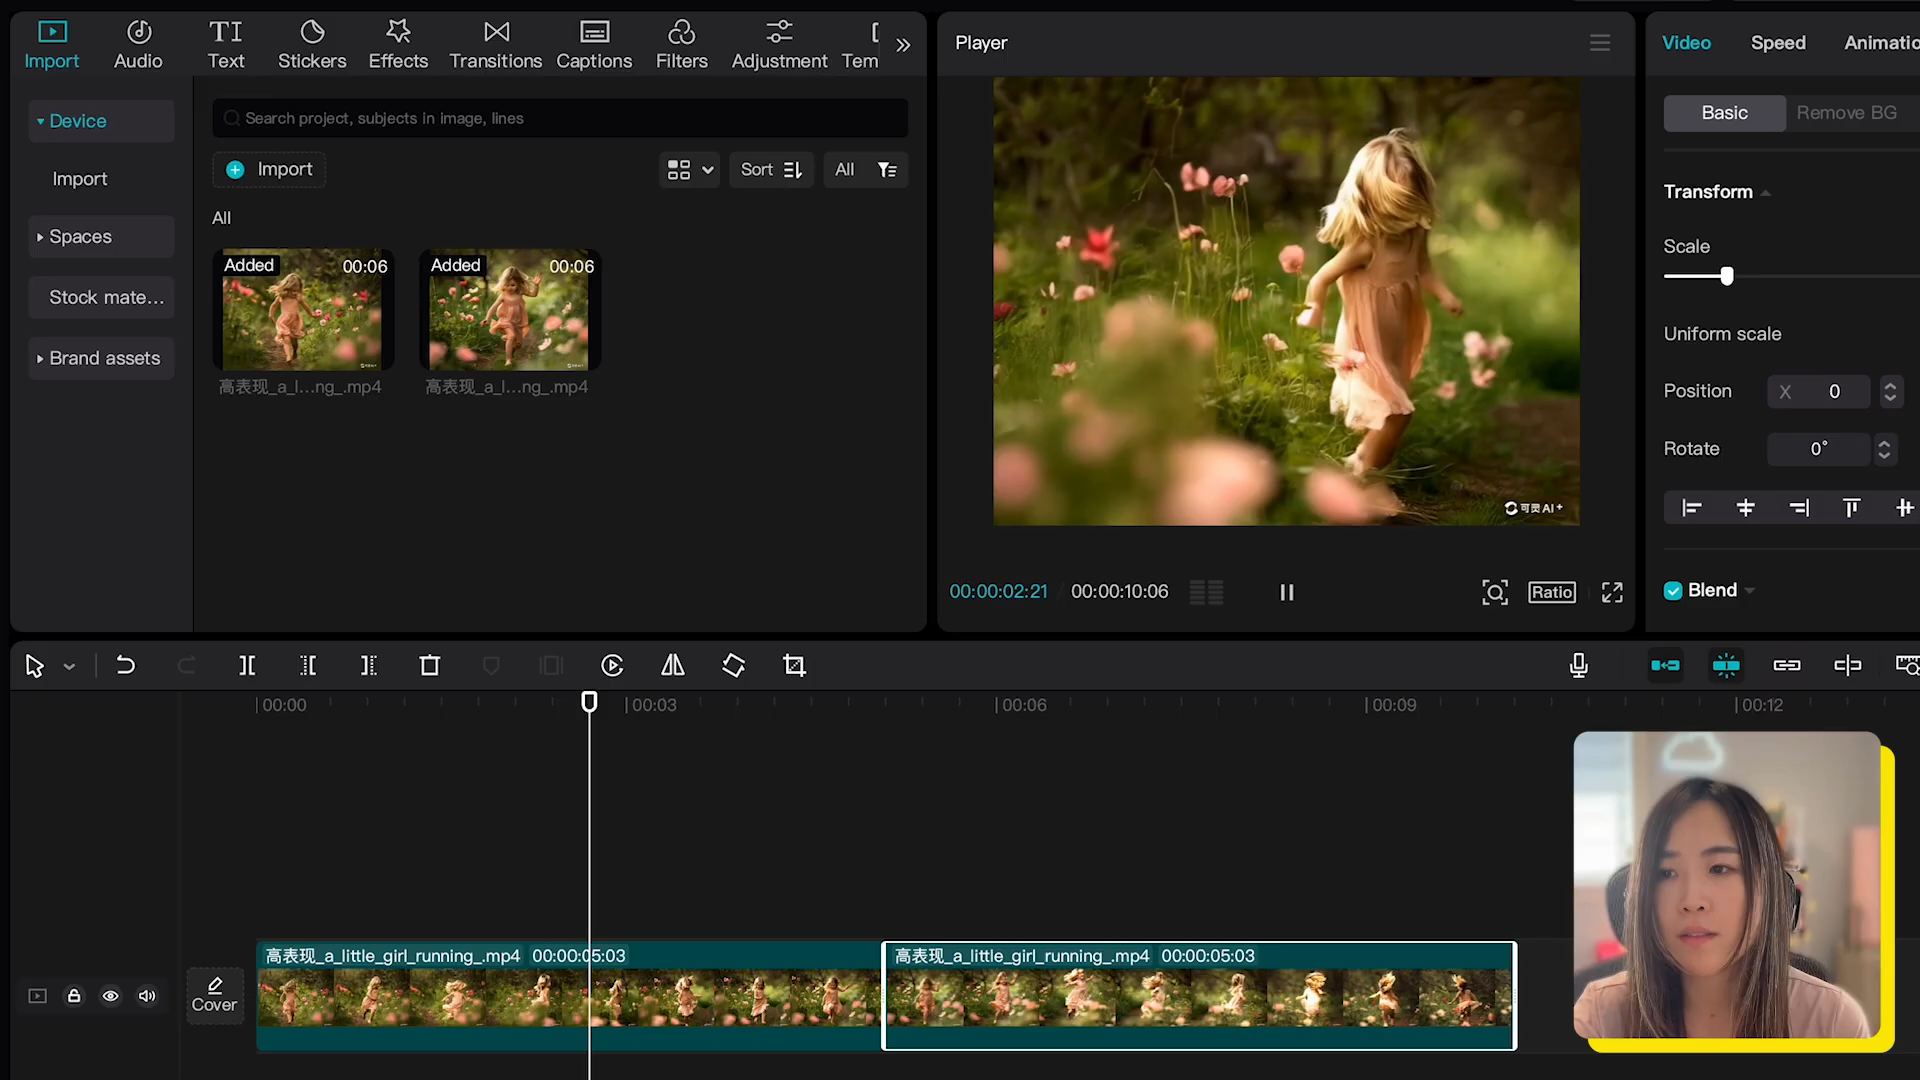 Import
Audio
Text
Stickers
Effects
Transitions
Captions
Filters
Adjustment
Tem
Player
Video
Speed
Animatio
Device
Import
Spaces
Stock mate...
Brand assets
Search project, subjects in image, lines
Import
Sort
All
All
Added
00:06
Added
00:06
高表现_a_l...ng_.mp4
高表现_a_l...ng_.mp4
可灵 AI
00:00:02:21
00:00:10:06
Ratio
Basic
Remove BG
Transform
Scale
Uniform scale
Position
X
0
Rotate
0°
Blend
00:00
00:03
00:06
00:09
00:12
Cover
高表现_a_little_girl_running_.mp4 00:00:05:03
高表现_a_little_girl_running_.mp4 00:00:05:03